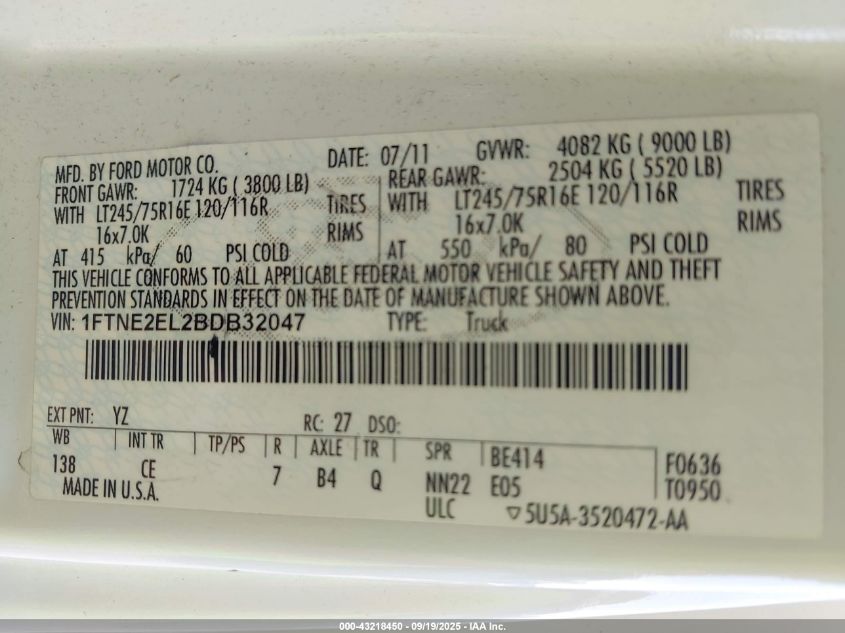 MFD. BY FORD MOTOR CO. DATE: 07/11 GVWR: 4082 KG ( 9000 LB)
FRONT GAWR: 1724 KG ( 3800 LB) REAR GAWR: 2504 KG ( 5520 LB)
WITH LT245/75R16E 120/116R TIRES WITH LT245/75R16E 120/116R TIRES
16x7.0K RIMS 16x7.0K RIMS
AT 415 kPa/ 60 PSI COLD AT 550 kPa/ 80 PSI COLD
THIS VEHICLE CONFORMS TO ALL APPLICABLE FEDERAL MOTOR VEHICLE SAFETY AND THEFT
PREVENTION STANDARDS IN EFFECT ON THE DATE OF MANUFACTURE SHOWN ABOVE.
VIN: 1FTNE2EL2BDB32047 TYPE: Truck
EXT PNT: YZ RC: 27 DSO:
WB INT TR TP/PS R AXLE TR SPR BE414 F0636
138 CE 7 B4 Q NN22 E05 T0950
MADE IN U.S.A. ULC ▽5U5A-3520472-AA
000-43218450 - 09/19/2025 - IAA Inc.